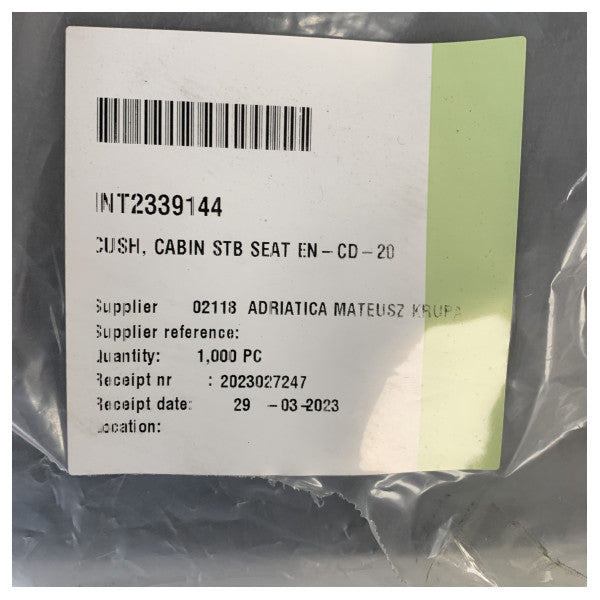 INT2339144
CUSH, CABIN STB SEAT EN-CD-20
Supplier 02118 ADRIATICA MATEUSZ KRUPA
Supplier reference:
Quantity: 1,000 PC
Receipt nr : 2023027247
Receipt date: 29 -03-2023
Location: